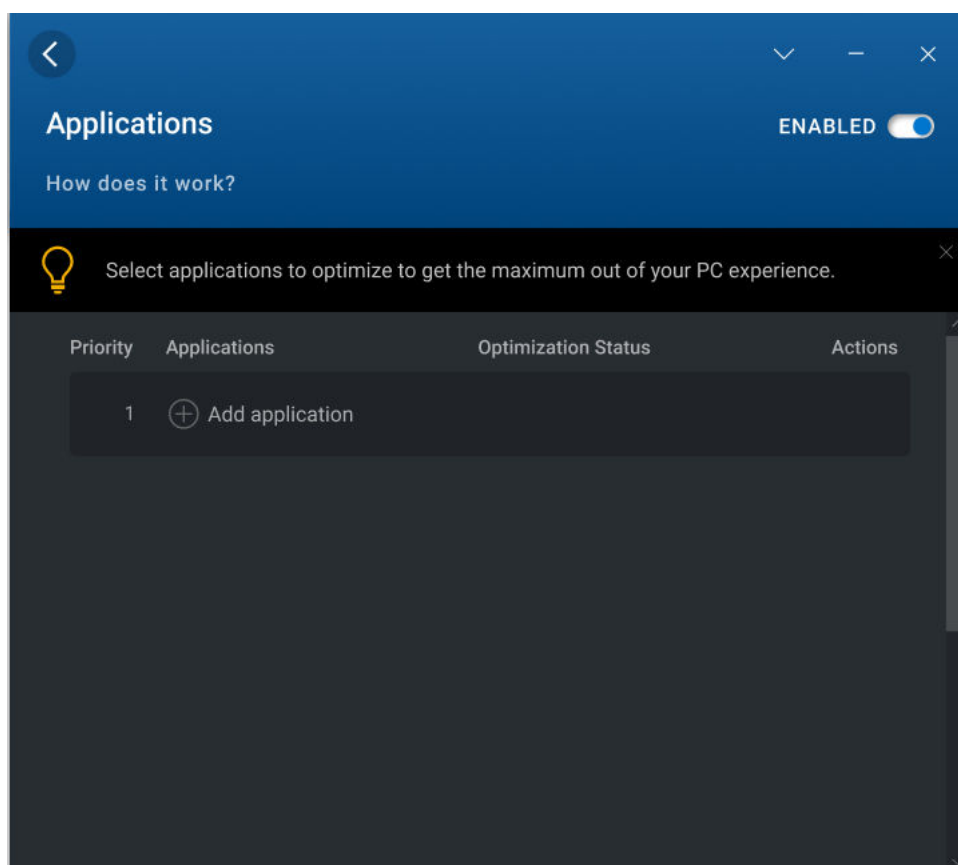 Applications
ENABLED
How does it work?
Select applications to optimize to get the maximum out of your PC experience.
Priority Applications Optimization Status Actions
1 Add application